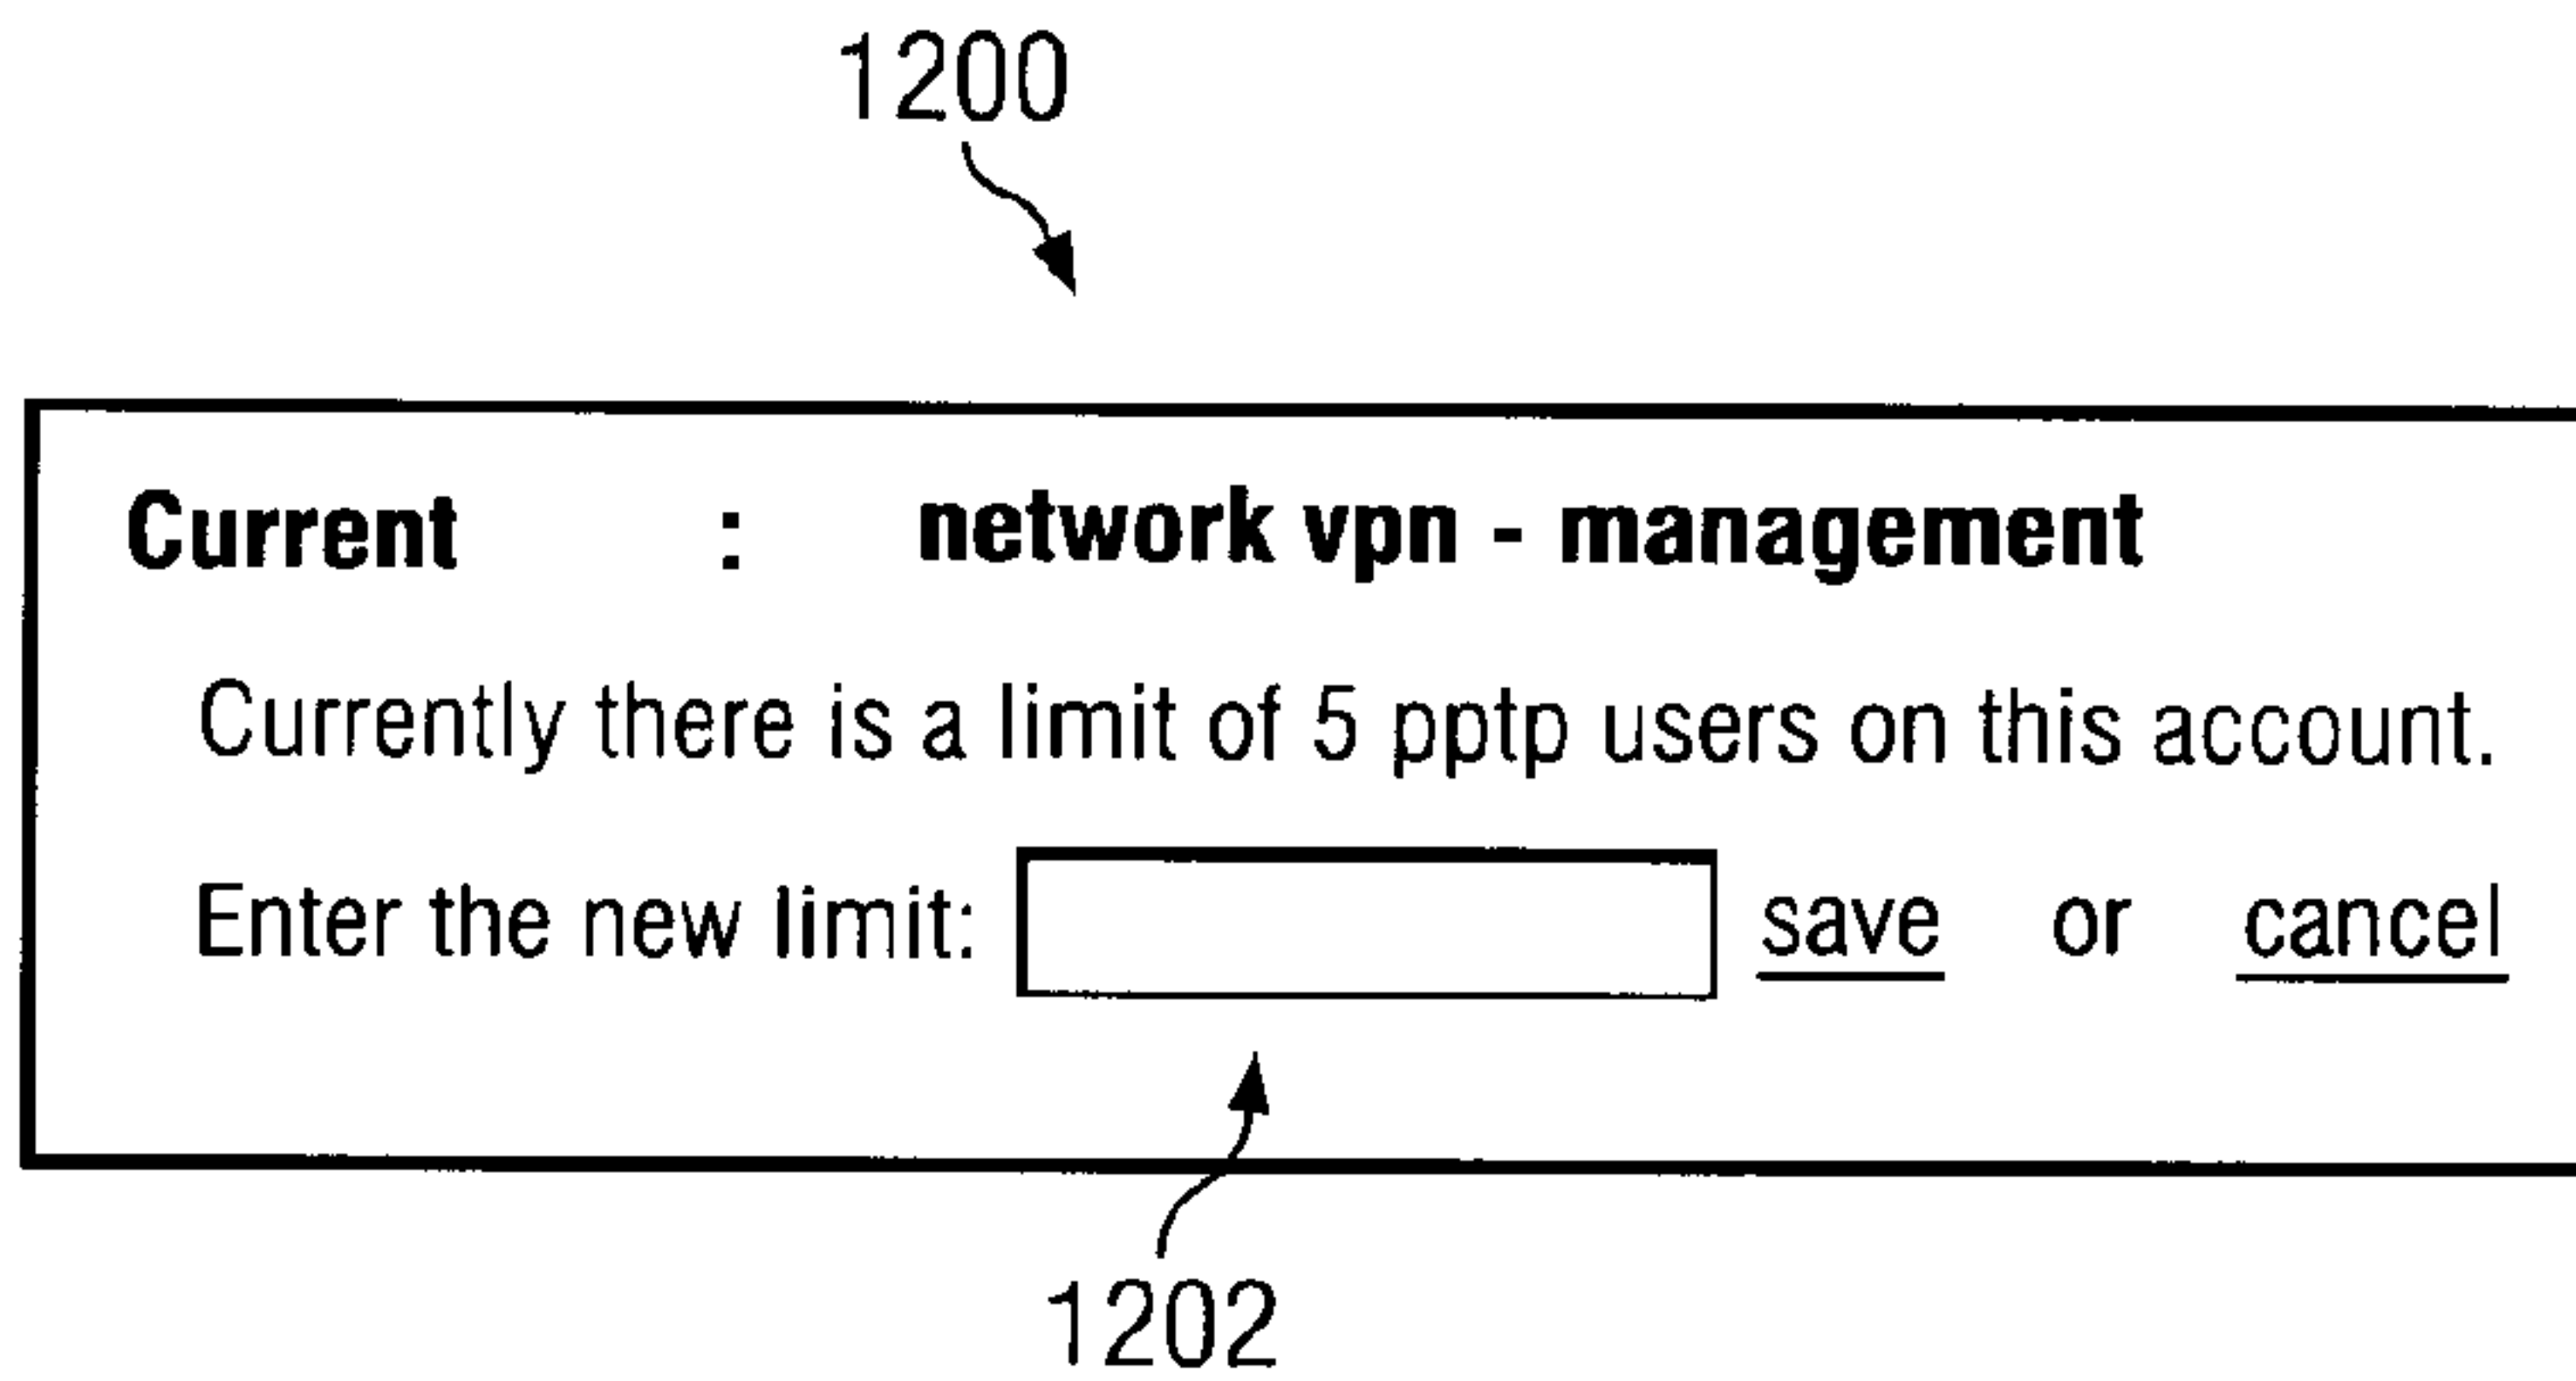 1200
Current : network vpn - management
Currently there is a limit of 5 pptp users on this account.
Enter the new limit: save or cancel
1202